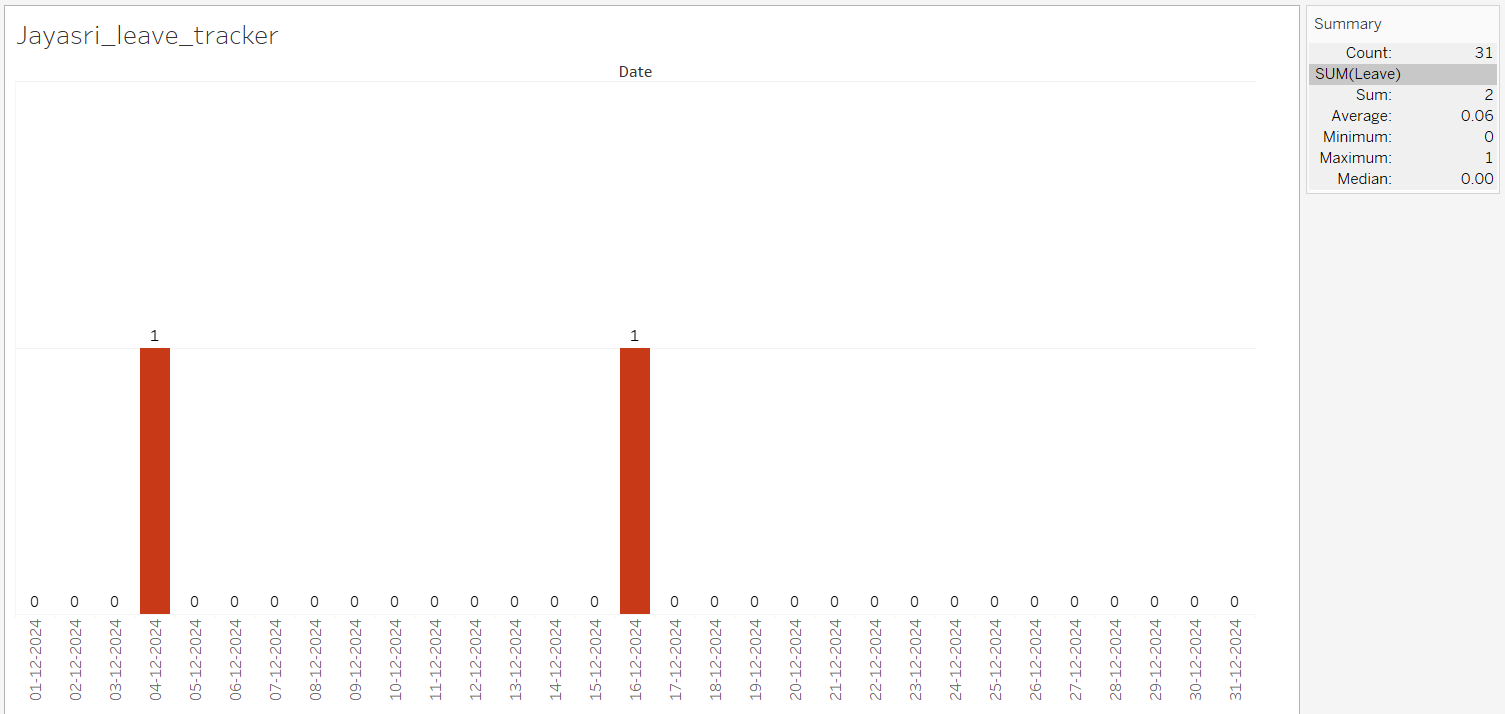 Jayasri_leave_tracker
Date
1 1
0 0 0 0 0 0 0 0 0 0 0 0 0 0 0 0 0 0 0 0 0 0 0 0 0 0 0 0 0
01-12-2024
02-12-2024
03-12-2024
04-12-2024
05-12-2024
06-12-2024
07-12-2024
08-12-2024
09-12-2024
10-12-2024
11-12-2024
12-12-2024
13-12-2024
14-12-2024
15-12-2024
16-12-2024
17-12-2024
18-12-2024
19-12-2024
20-12-2024
21-12-2024
22-12-2024
23-12-2024
24-12-2024
25-12-2024
26-12-2024
27-12-2024
28-12-2024
29-12-2024
30-12-2024
31-12-2024
Summary
Count: 31
SUM(Leave)
Sum: 2
Average: 0.06
Minimum: 0
Maximum: 1
Median: 0.00